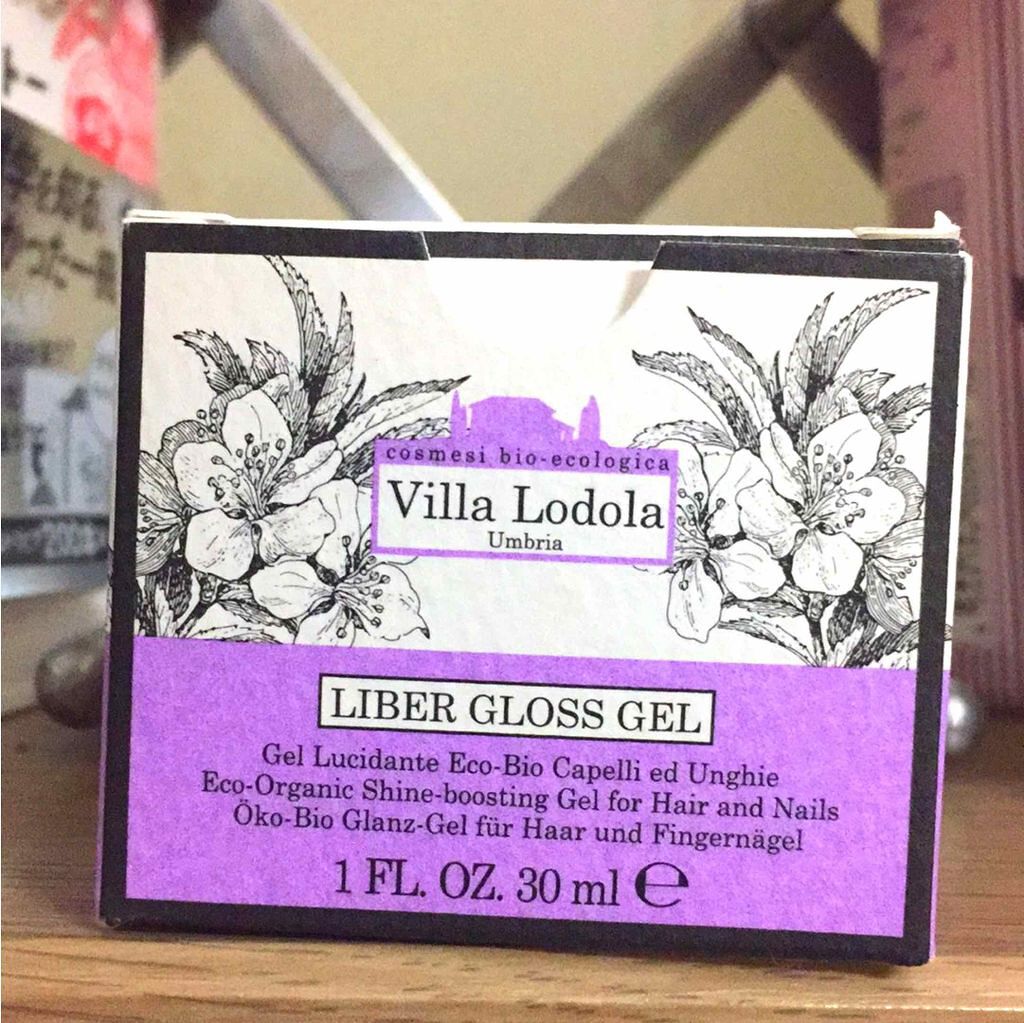 cosmesi bio-ecologica
Villa Lodola
Umbria
LIBER GLOSS GEL
Gel Lucidante Eco-Bio Capelli ed Unghie
Eco-Organic Shine-boosting Gel for Hair and Nails
Öko-Bio Glanz-Gel für Haar und Fingernägel
1 FL. OZ. 30 ml ℮